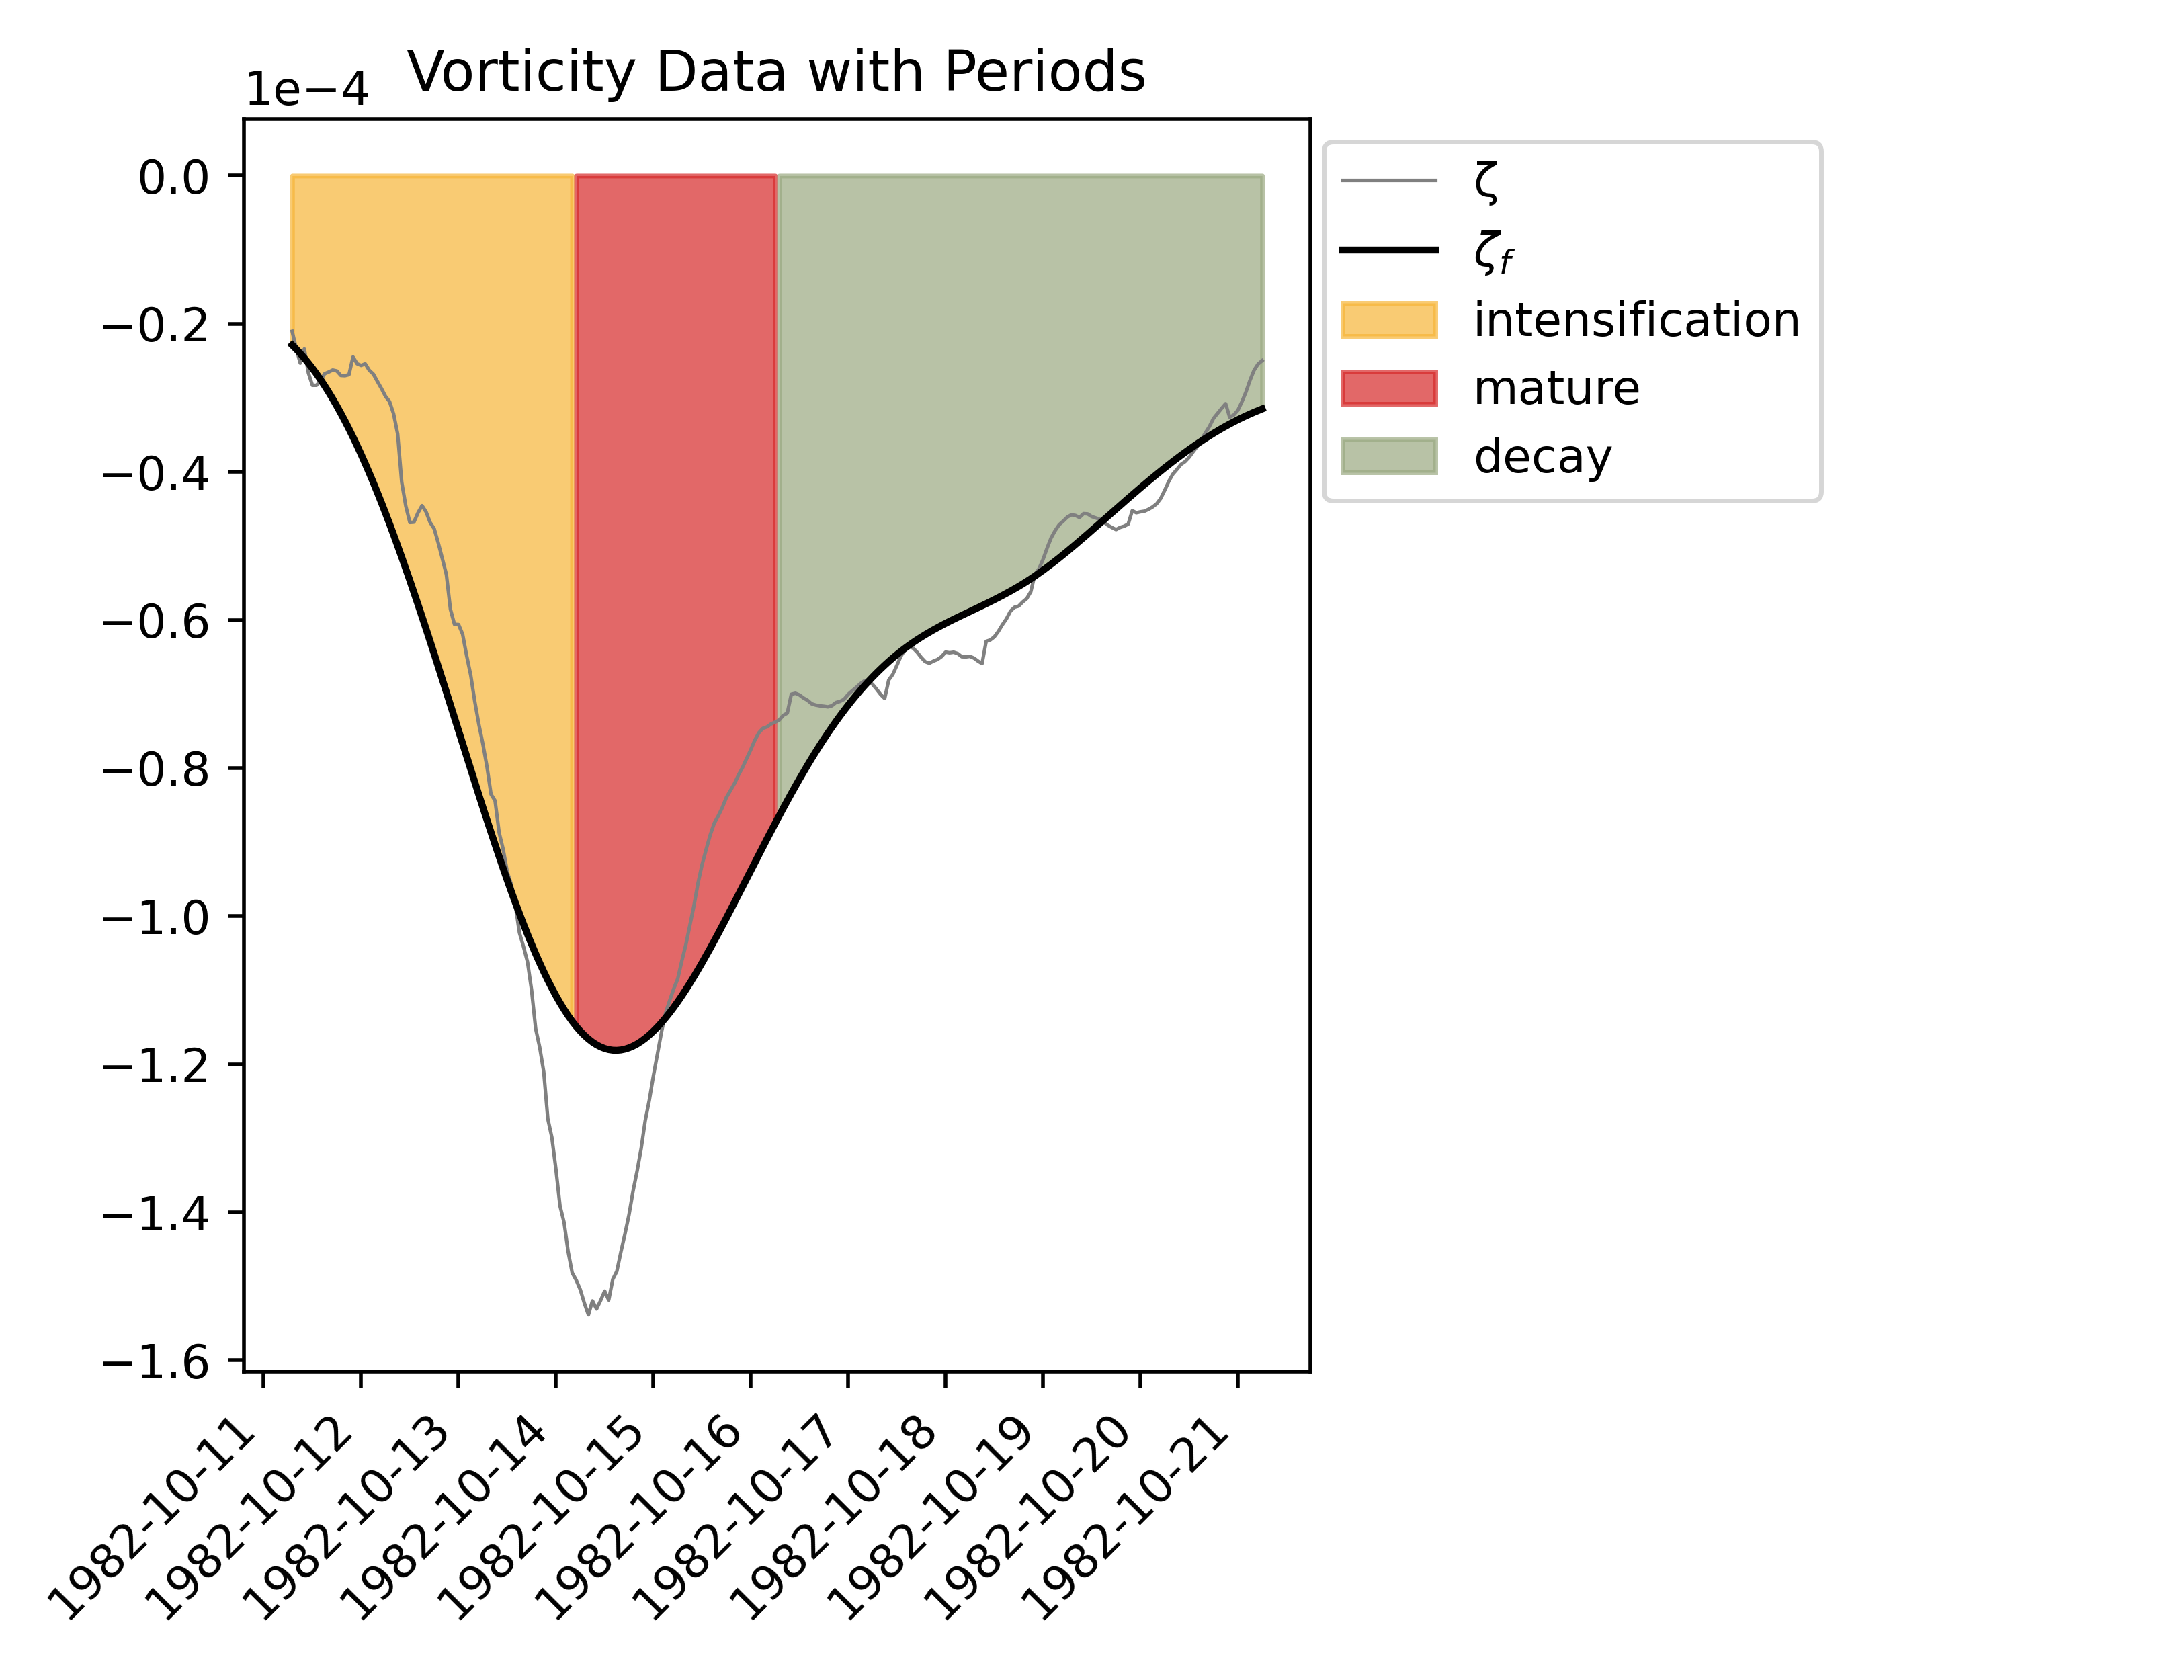 Vorticity Data with Periods
1e−4
0.0
−0.2
−0.4
−0.6
−0.8
−1.0
−1.2
−1.4
−1.6
1982-10-11
1982-10-12
1982-10-13
1982-10-14
1982-10-15
1982-10-16
1982-10-17
1982-10-18
1982-10-19
1982-10-20
1982-10-21
ζ
ζf
intensification
mature
decay